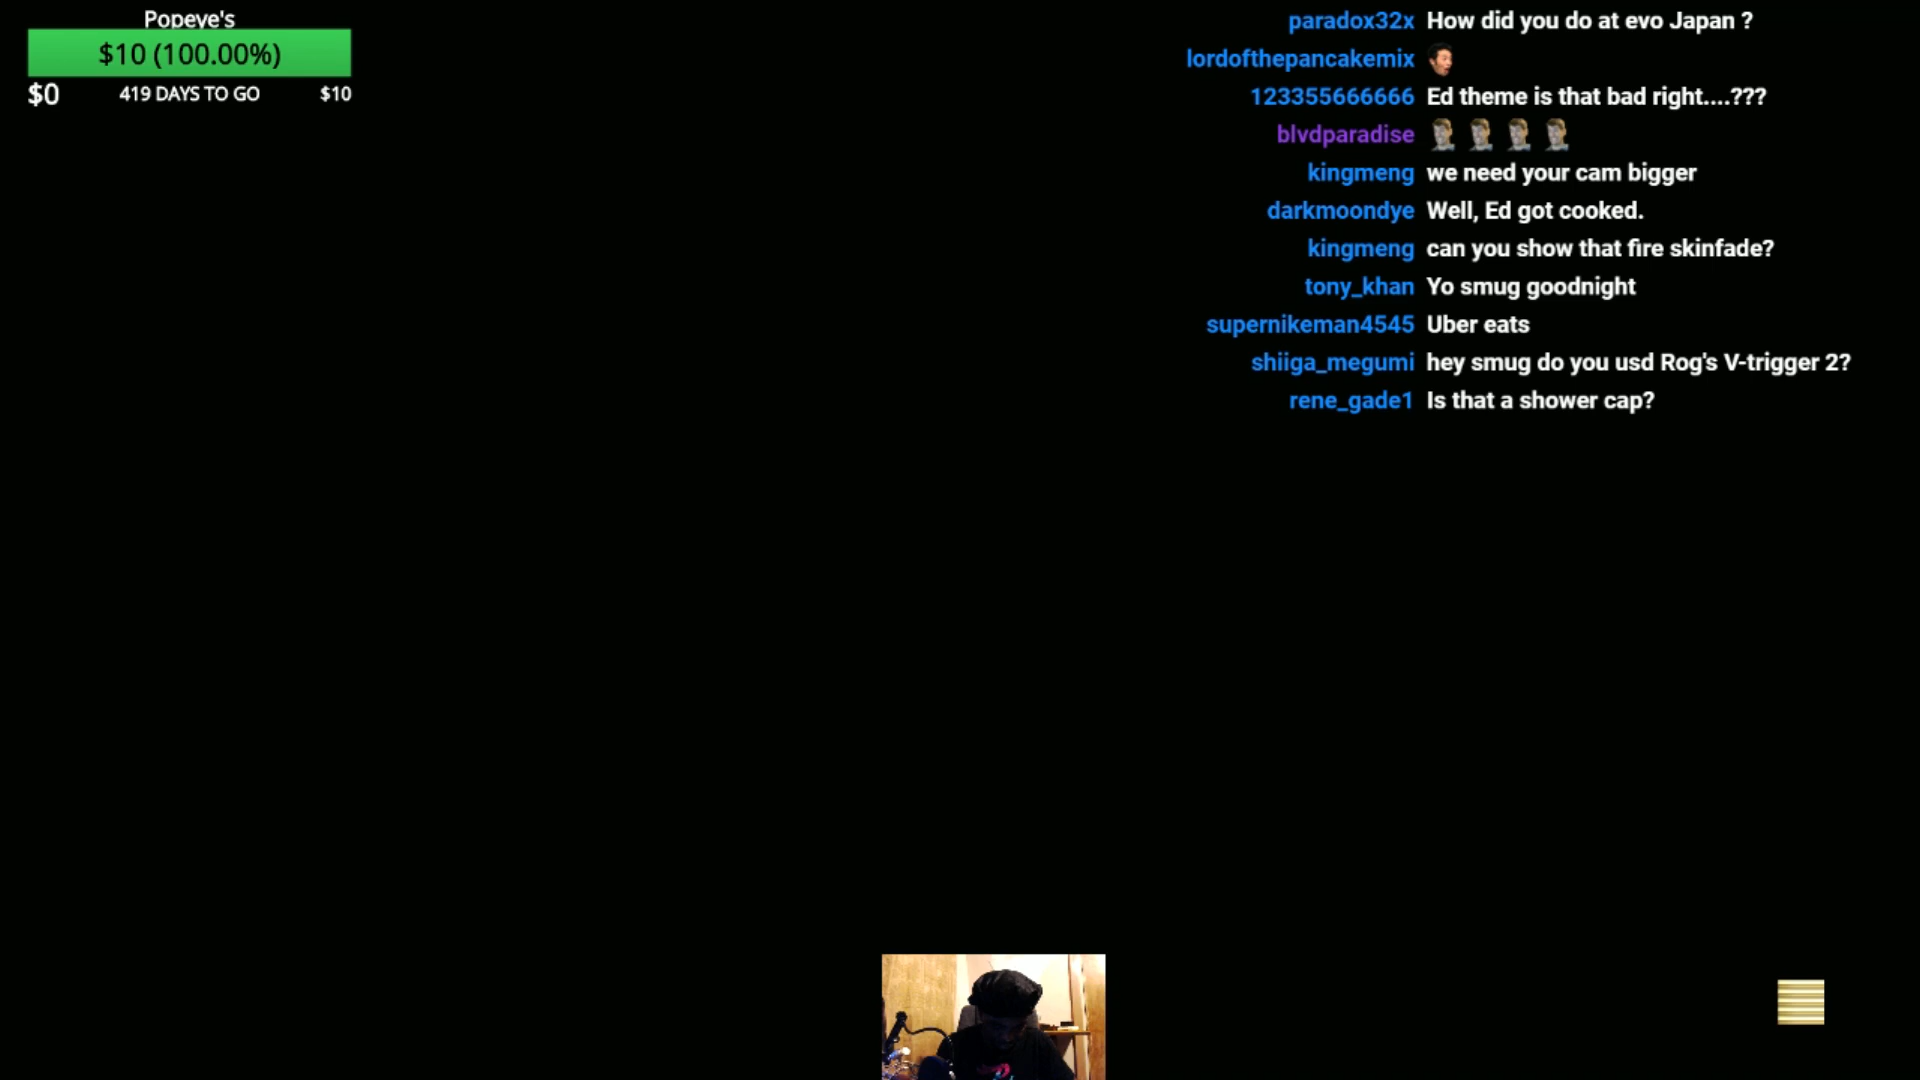 Popeye's
$10 (100.00%)
$0 419 DAYS TO GO $10
paradox32x How did you do at evo Japan ?
lordofthepancakemix
123355666666 Ed theme is that bad right....???
blvdparadise
kingmeng we need your cam bigger
darkmoondye Well, Ed got cooked.
kingmeng can you show that fire skinfade?
tony_khan Yo smug goodnight
supernikeman4545 Uber eats
shiiga_megumi hey smug do you usd Rog's V-trigger 2?
rene_gade1 Is that a shower cap?